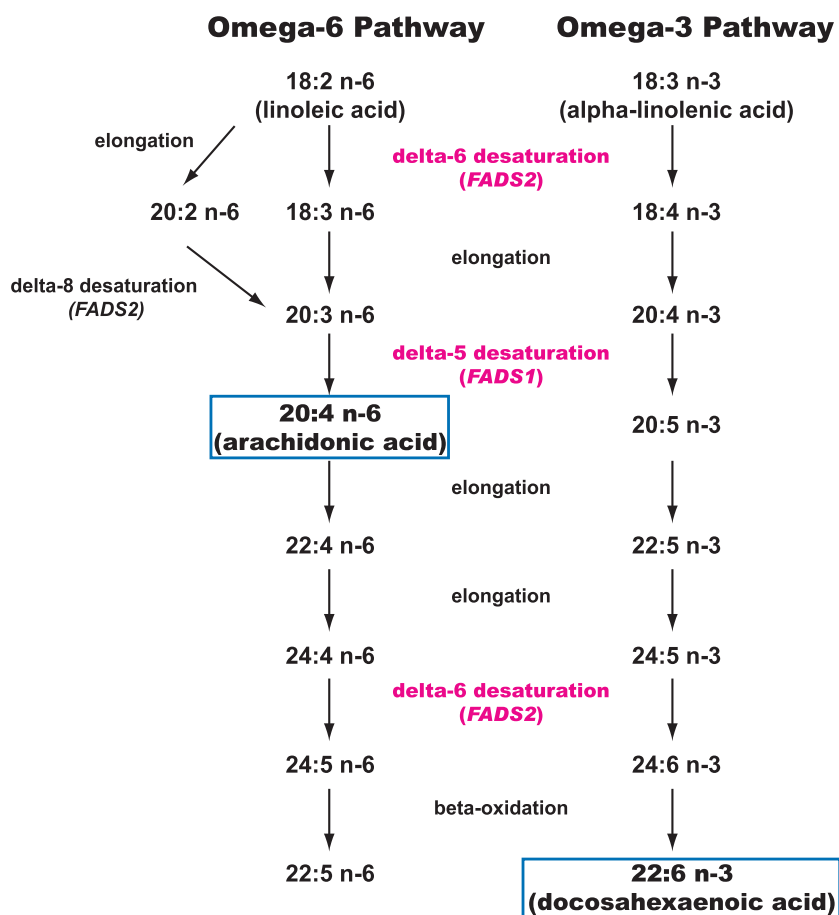 Omega-6 Pathway
Omega-3 Pathway
18:2 n-6
(linoleic acid)
18:3 n-3
(alpha-linolenic acid)
elongation
delta-6 desaturation
(FADS2)
20:2 n-6
18:3 n-6
18:4 n-3
elongation
delta-8 desaturation
(FADS2)
20:3 n-6
20:4 n-3
delta-5 desaturation
(FADS1)
20:4 n-6
(arachidonic acid)
20:5 n-3
elongation
22:4 n-6
22:5 n-3
elongation
24:4 n-6
24:5 n-3
delta-6 desaturation
(FADS2)
24:5 n-6
24:6 n-3
beta-oxidation
22:5 n-6
22:6 n-3
(docosahexaenoic acid)